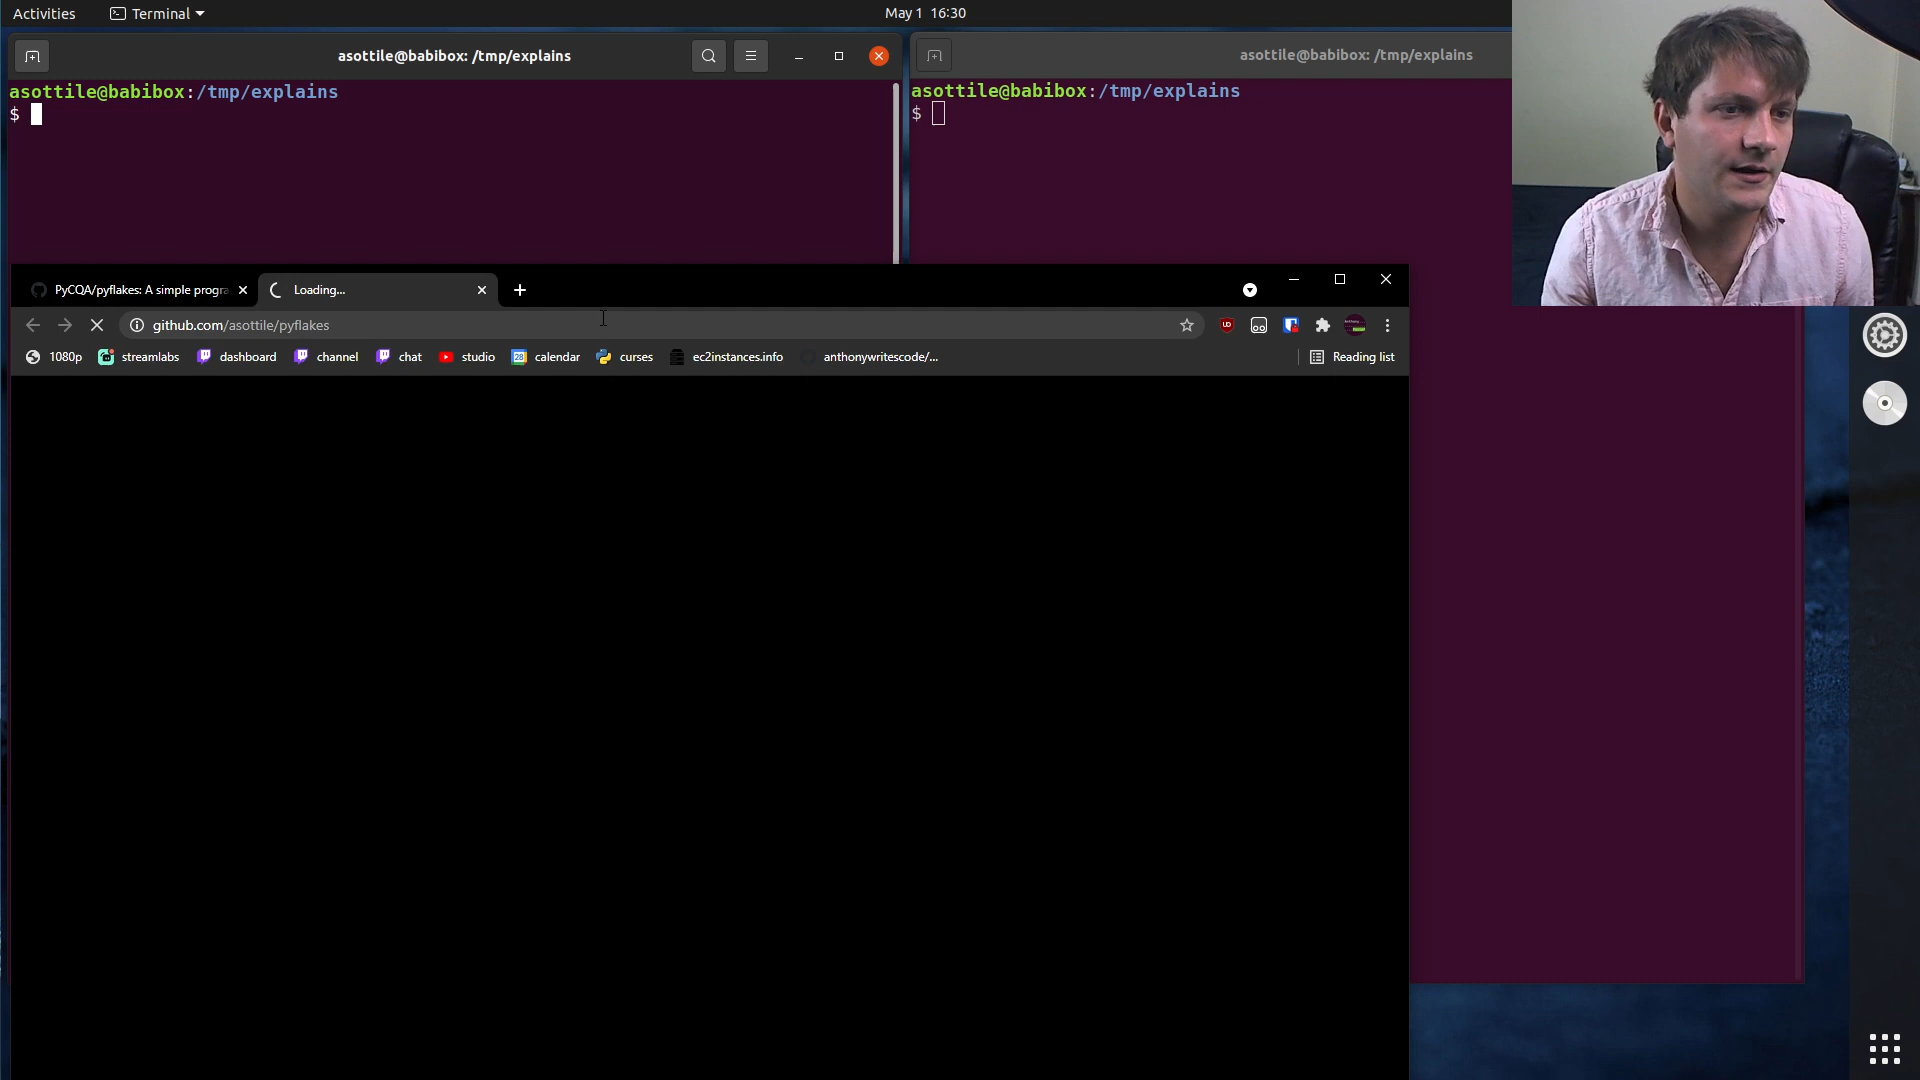 Activities
Terminal
May 1 16:30
asottile@babibox: /tmp/explains
asottile@babibox: /tmp/explains
asottile@babibox:/tmp/explains
$
asottile@babibox:/tmp/explains
$
PyCQA/pyflakes: A simple progra
Loading...
github.com/asottile/pyflakes
1080p
streamlabs
dashboard
channel
chat
studio
28
calendar
curses
ec2instances.info
anthonywritescode/...
Reading list